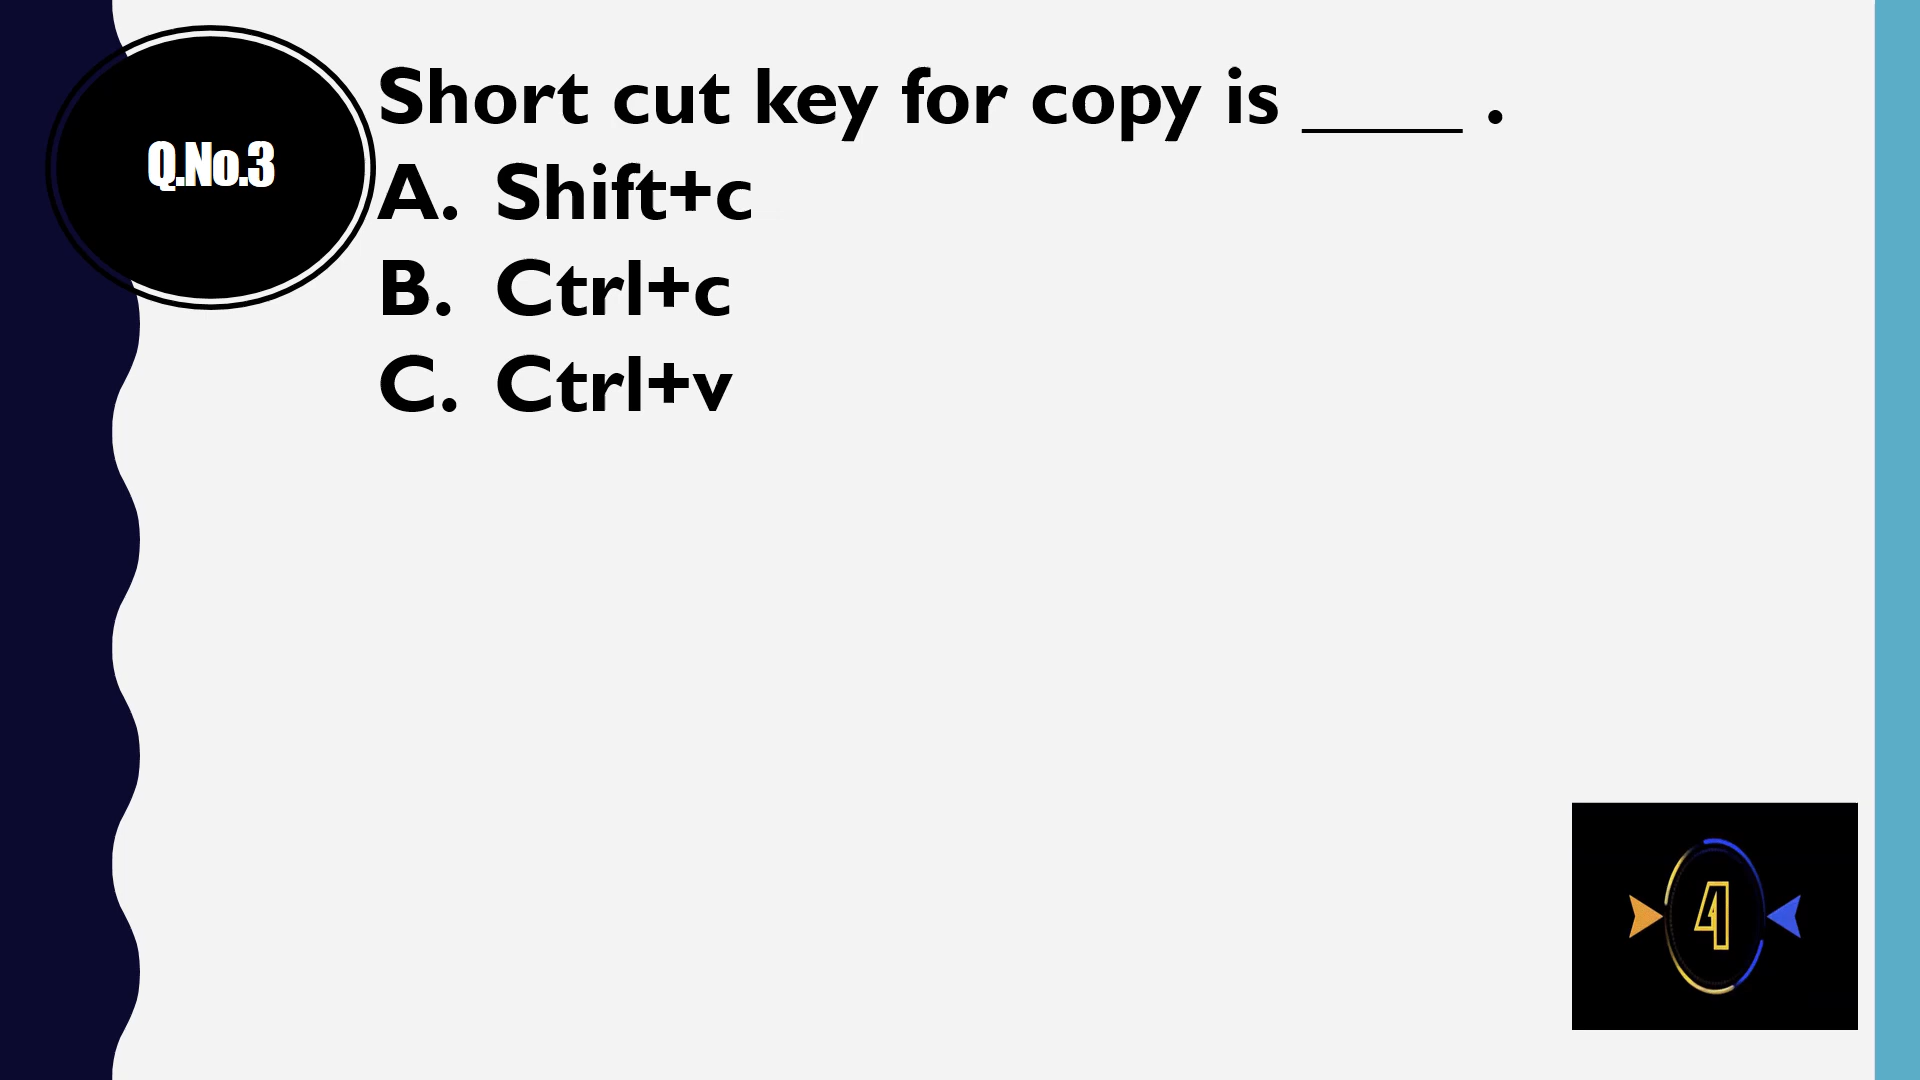 Q.No.3
Short cut key for copy is _____ .
A. Shift+c
B. Ctrl+c
C. Ctrl+v
4